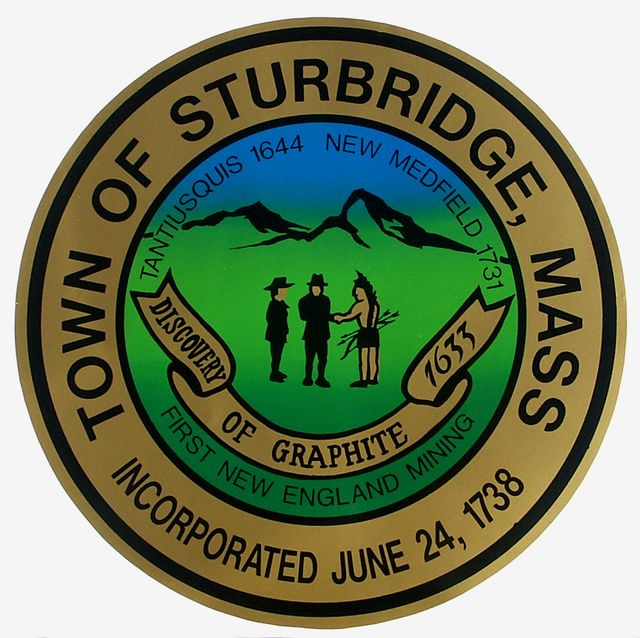 TOWN OF STURBRIDGE, MASS
TANTIUSQUIS 1644 NEW MEDFIELD 1731
DISCOVERY OF GRAPHITE 1633
FIRST NEW ENGLAND MINING
INCORPORATED JUNE 24, 1738